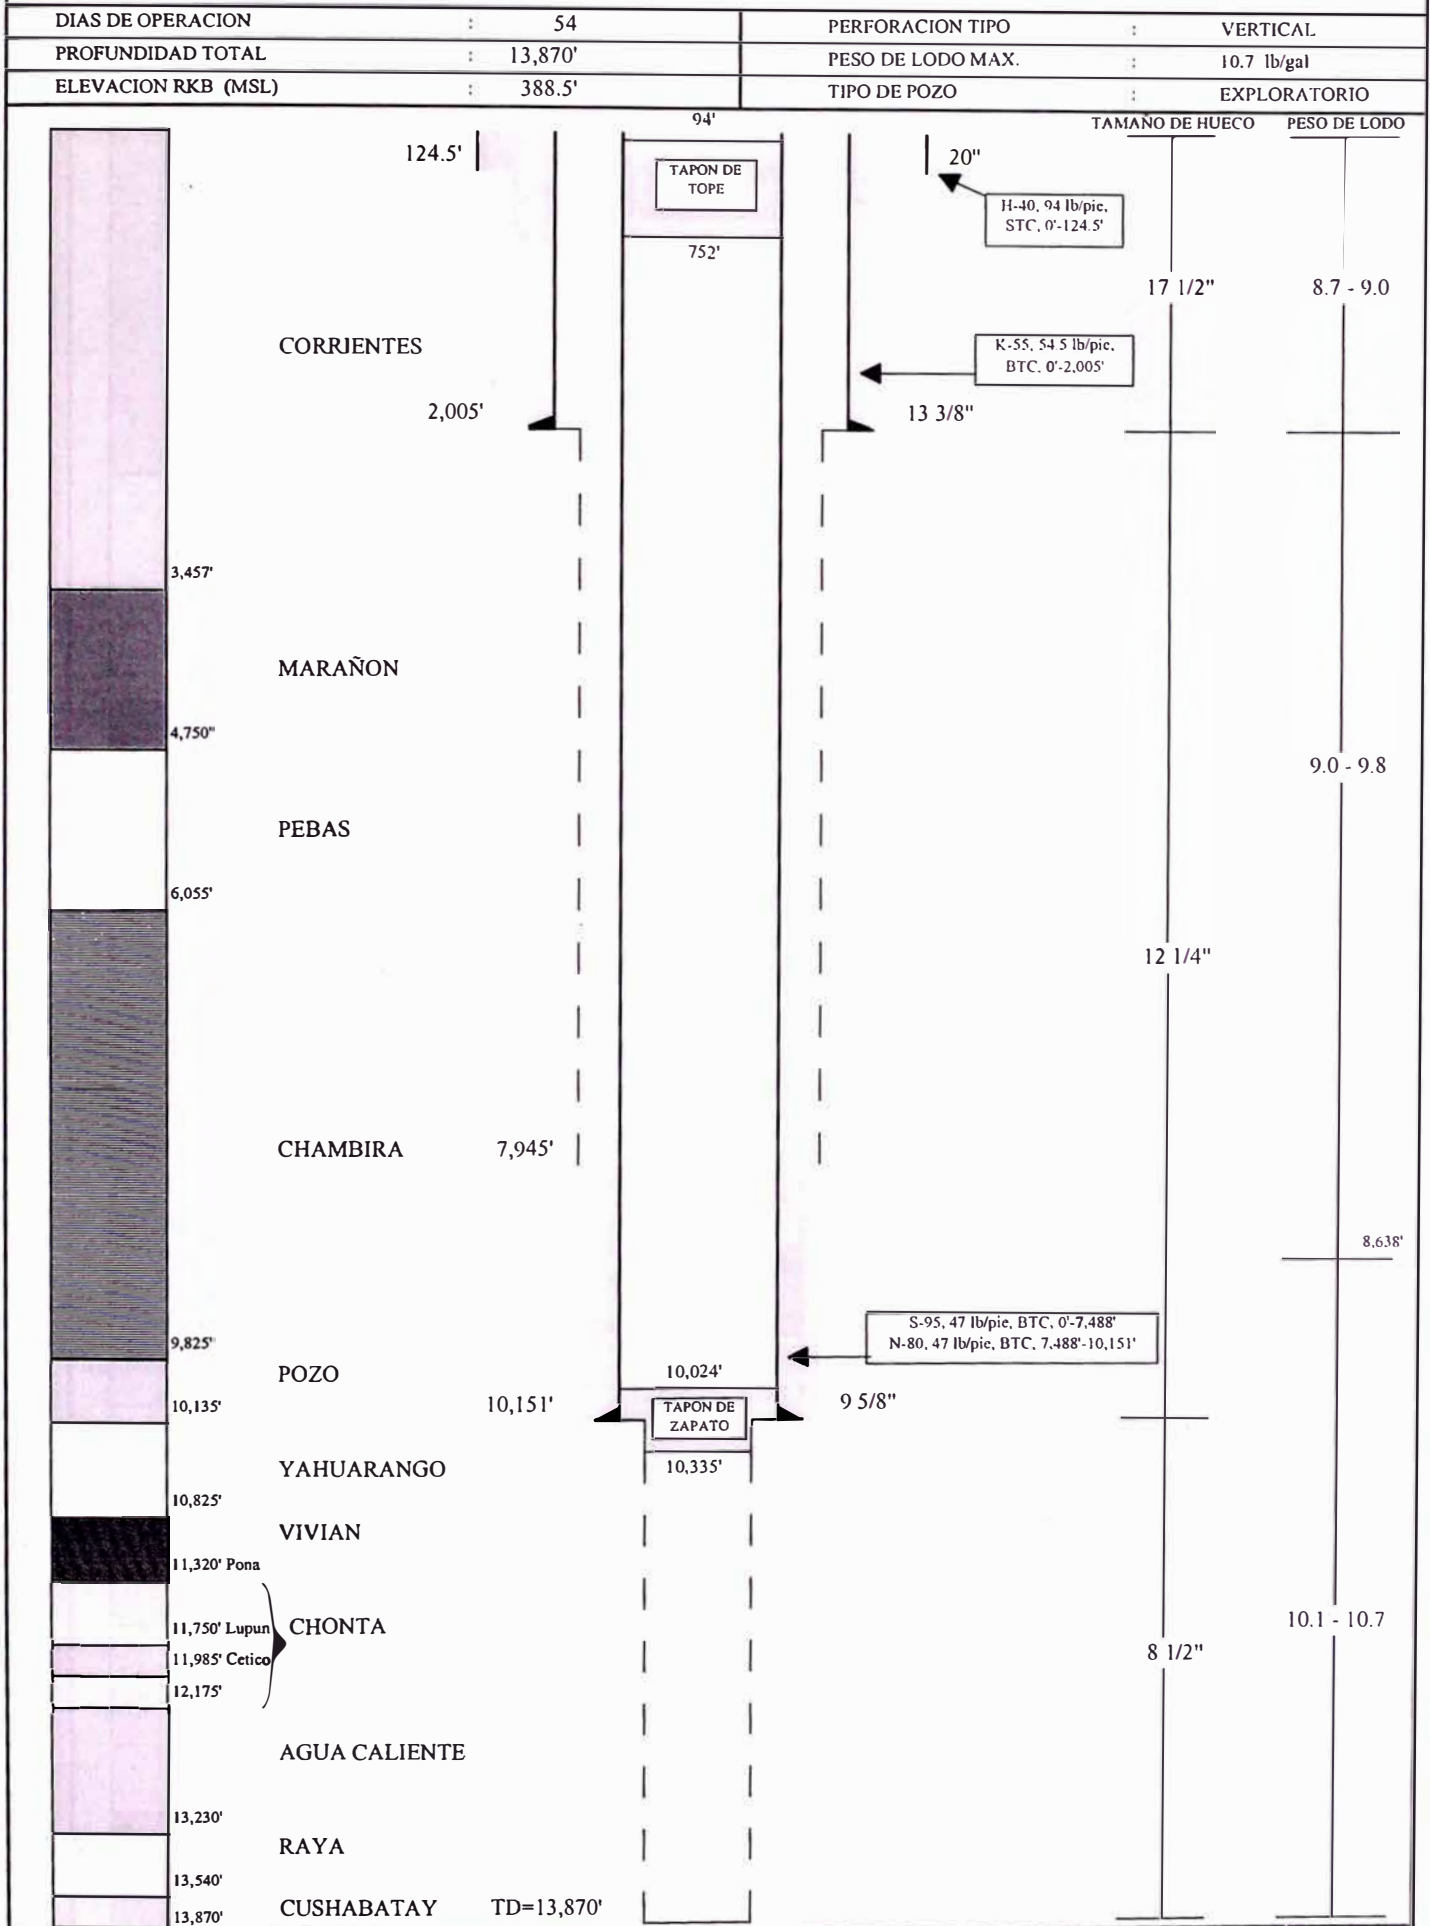 DIAS DE OPERACION : 54 PERFORACION TIPO : VERTICAL
PROFUNDIDAD TOTAL : 13,870' PESO DE LODO MAX. : 10.7 lb/gal
ELEVACION RKB (MSL) : 388.5' TIPO DE POZO : EXPLORATORIO
94'
TAMAÑO DE HUECO PESO DE LODO
124.5'
TAPON DE
TOPE
20"
H-40, 94 lb/pie,
STC, 0'-124.5'
752'
17 1/2" 8.7 - 9.0
CORRIENTES
K-55, 54.5 lb/pie,
BTC, 0'-2,005'
2,005' 13 3/8"
3,457'
MARAÑON
4,750"
9.0 - 9.8
PEBAS
6,055'
12 1/4"
CHAMBIRA 7,945'
8,638'
S-95, 47 lb/pie, BTC, 0'-7,488'
N-80, 47 lb/pie, BTC, 7,488'-10,151'
9,825'
POZO 10,024'
10,135' 10,151' 9 5/8"
TAPON DE
ZAPATO
YAHUARANGO 10,335'
10,825'
VIVIAN
11,320' Pona
11,750' Lupun CHONTA 10.1 - 10.7
11,985' Cetico 8 1/2"
12,175'
AGUA CALIENTE
13,230'
RAYA
13,540'
CUSHABATAY TD=13,870'
13,870'